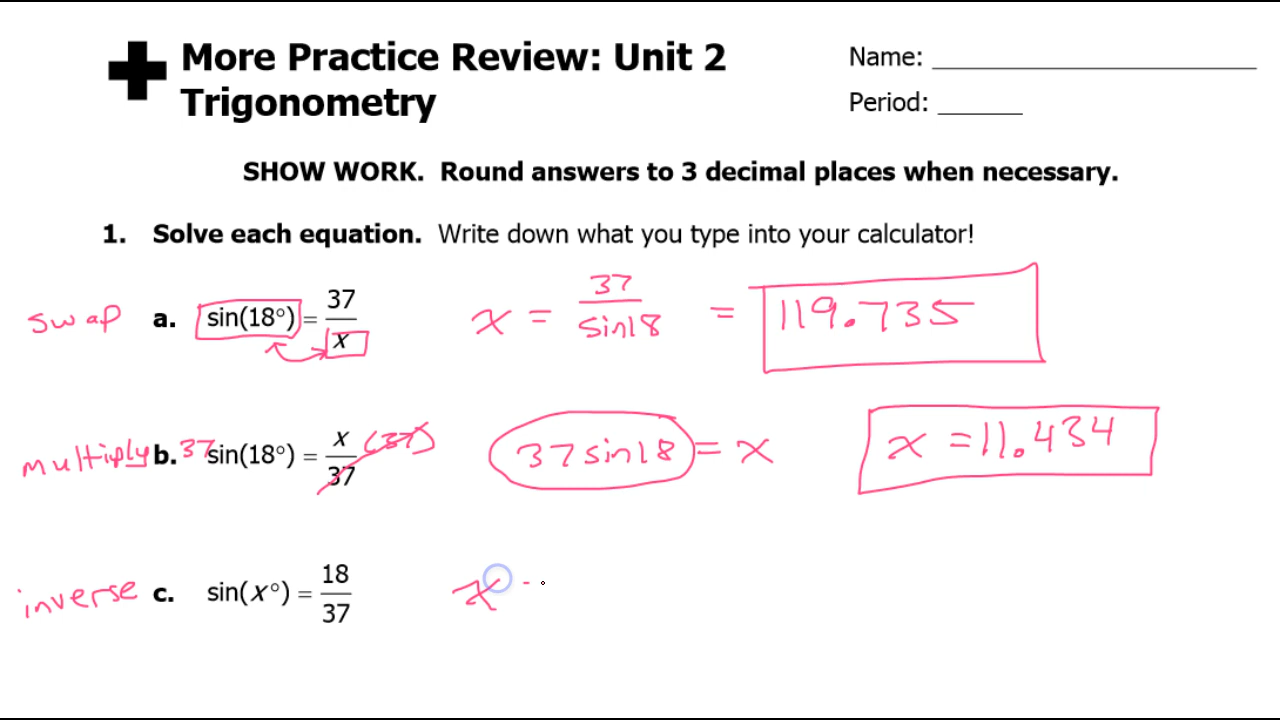 More Practice Review: Unit 2
Trigonometry
Name: ____________________
Period: ______
SHOW WORK. Round answers to 3 decimal places when necessary.
1. Solve each equation. Write down what you type into your calculator!
swap a. sin(18°) = 37/x x = 37/sin18 = 119.735
multiply b. 37 sin(18°) = x/37 (37) 37sin18 = x x = 11.434
inverse c. sin(x°) = 18/37 x